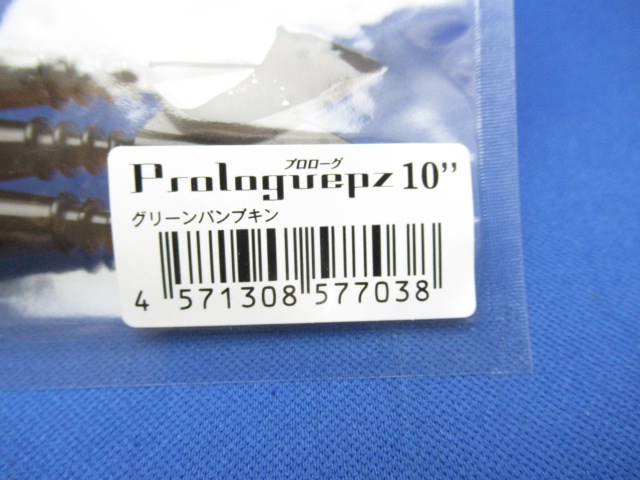 プロローグ
Prologuepz 10”
グリーンパンプキン
4 571308 577038